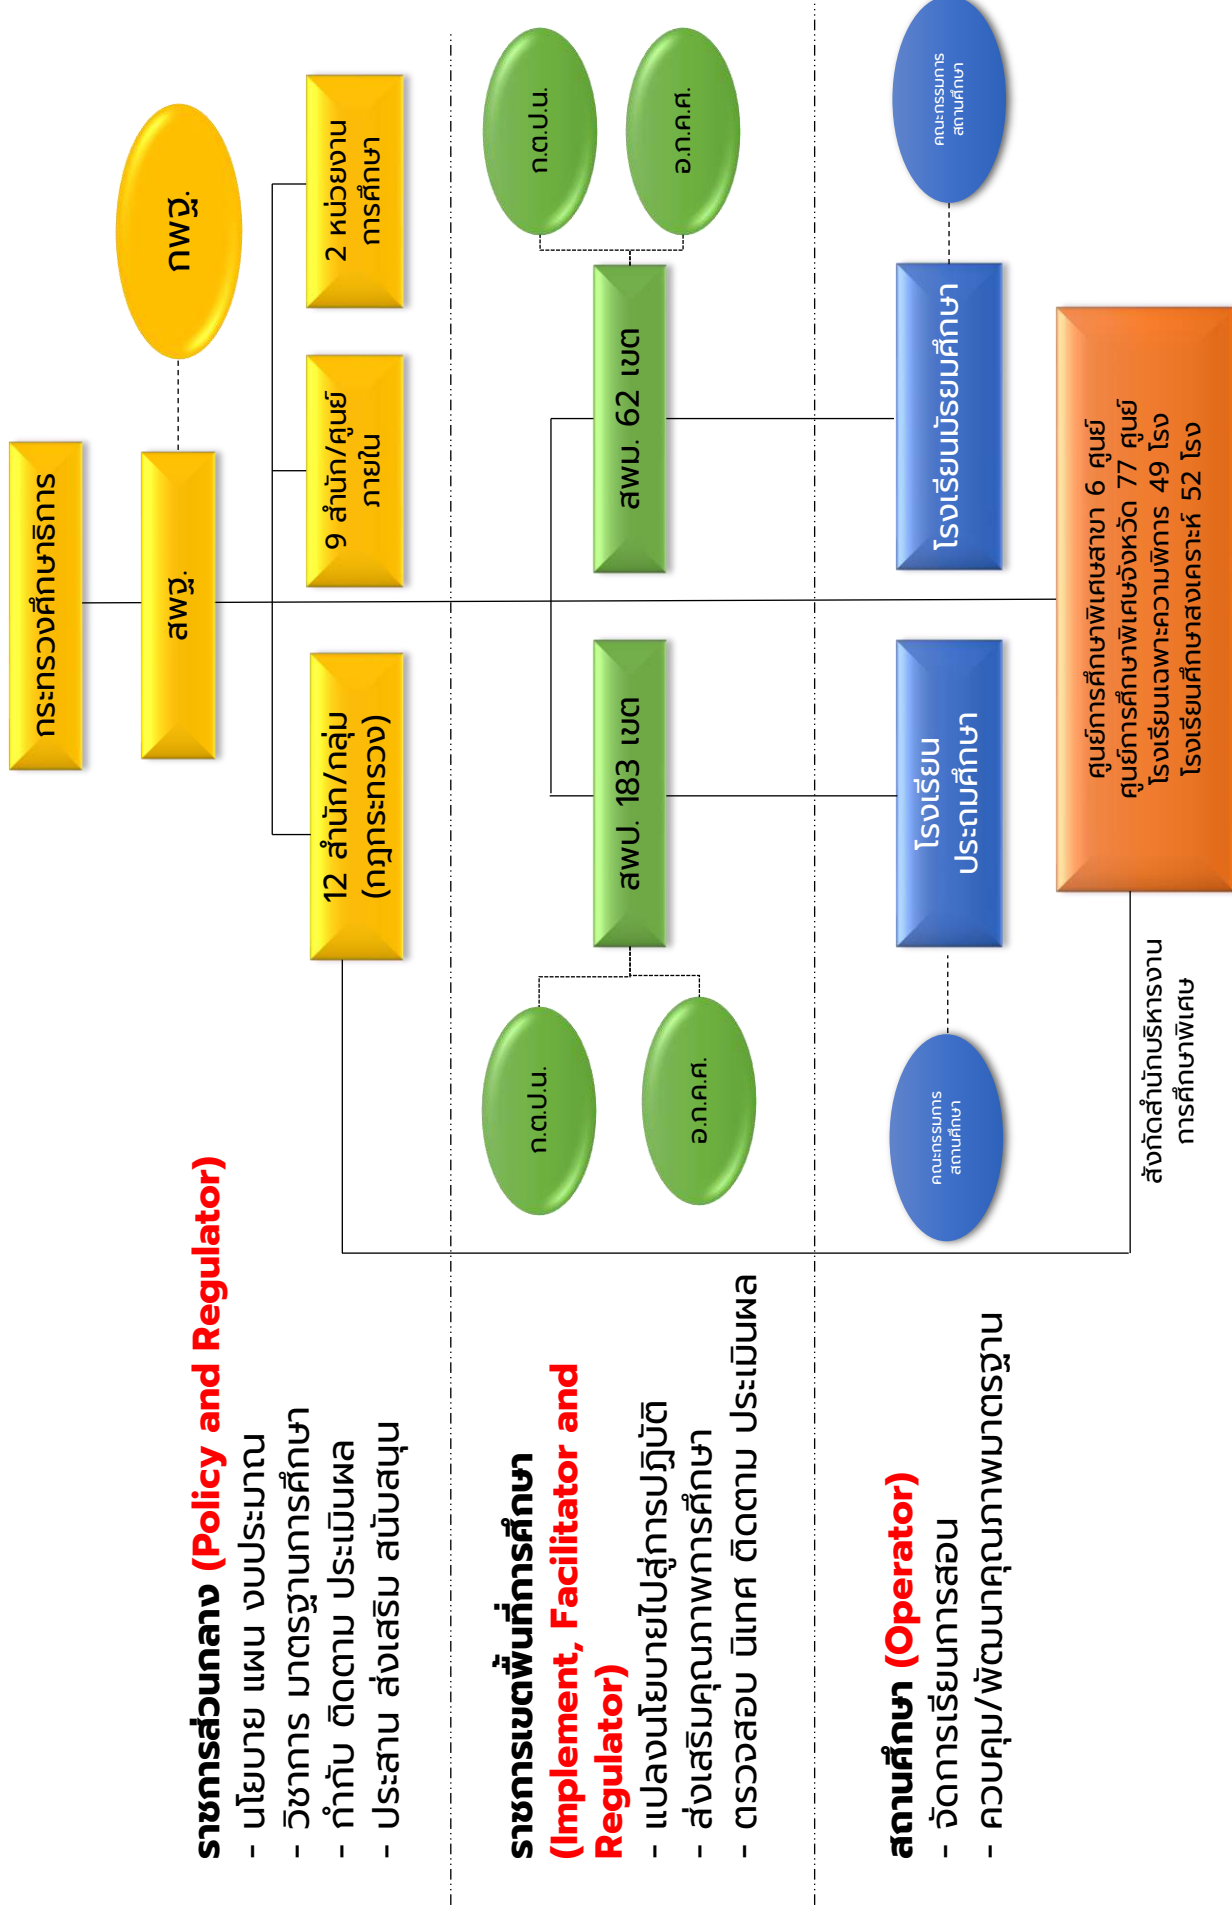 กระทรวงศึกษาธิการ
สพฐ.
กพฐ.
ราชการส่วนกลาง (Policy and Regulator)
- นโยบาย แผน งบประมาณ
- วิชาการ มาตรฐานการศึกษา
- กำกับ ติดตาม ประเมินผล
- ประสาน ส่งเสริม สนับสนุน
12 สำนัก/กลุ่ม
(กฎกระทรวง)
9 สำนัก/ศูนย์
ภายใน
2 หน่วยงาน
การศึกษา
ราชการเขตพื้นที่การศึกษา
(Implement, Facilitator and
Regulator)
- แปลงนโยบายไปสู่การปฏิบัติ
- ส่งเสริมคุณภาพการศึกษา
- ตรวจสอบ นิเทศ ติดตาม ประเมินผล
ก.ต.ป.น.
อ.ก.ค.ศ.
สพป. 183 เขต
สพม. 62 เขต
ก.ต.ป.น.
อ.ก.ค.ศ.
สถานศึกษา (Operator)
- จัดการเรียนการสอน
- ควบคุม/พัฒนาคุณภาพมาตรฐาน
คณะกรรมการ
สถานศึกษา
โรงเรียน
ประถมศึกษา
โรงเรียนมัธยมศึกษา
คณะกรรมการ
สถานศึกษา
สังกัดสำนักบริหารงาน
การศึกษาพิเศษ
ศูนย์การศึกษาพิเศษสาขา 6 ศูนย์
ศูนย์การศึกษาพิเศษจังหวัด 77 ศูนย์
โรงเรียนเฉพาะความพิการ 49 โรง
โรงเรียนศึกษาสงเคราะห์ 52 โรง